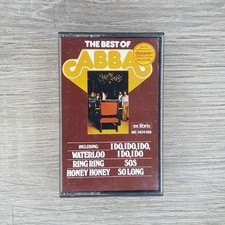 THE BEST OF
ABBA
ex libris
INCLUDING:
WATERLOO
RING RING
HONEY HONEY
I DO, I DO, I DO,
I DO, I DO
SOS
SO LONG